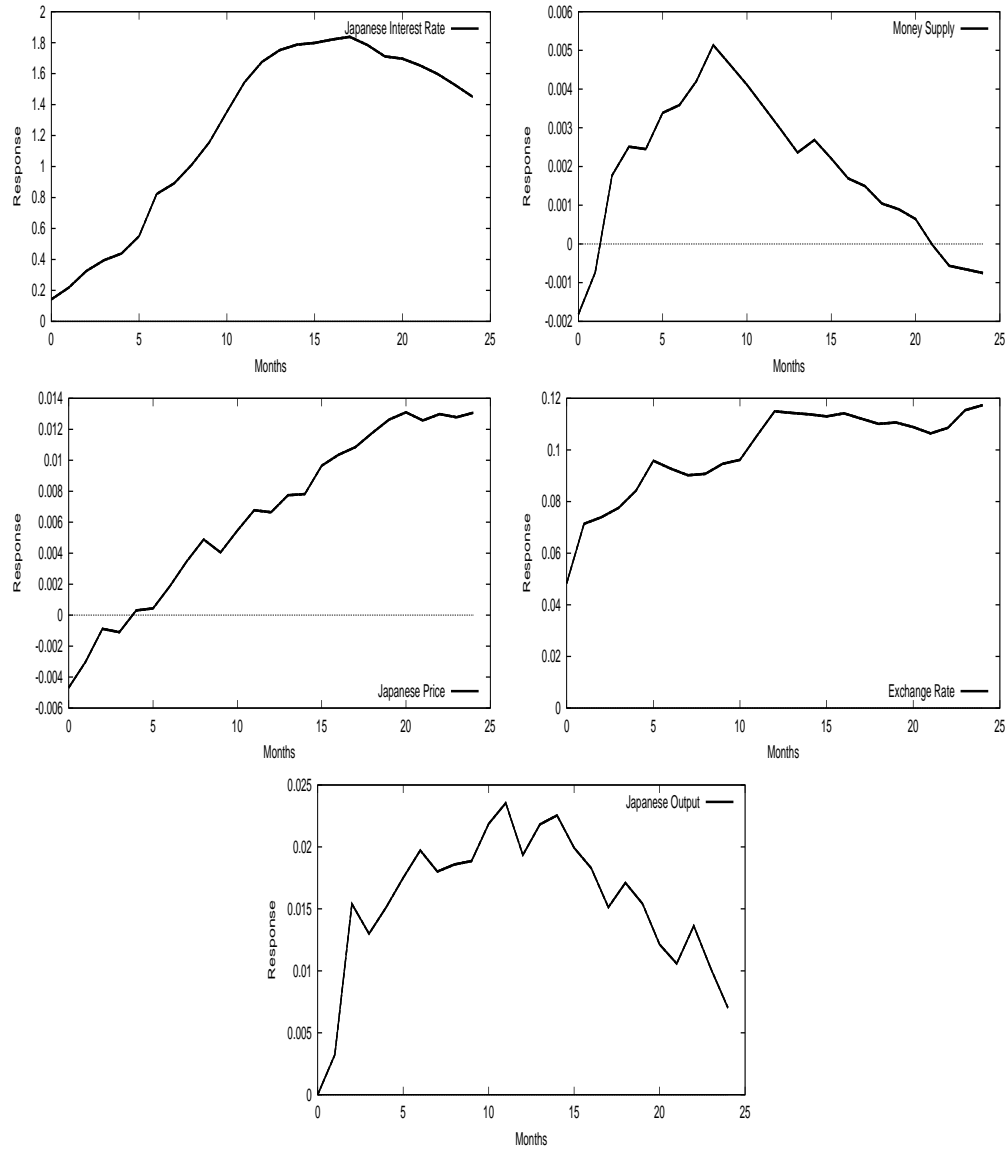 Japanese Interest Rate
Response
2
1.8
1.6
1.4
1.2
1
0.8
0.6
0.4
0.2
0
0 5 10 15 20 25
Months
Money Supply
Response
0.006
0.005
0.004
0.003
0.002
0.001
0
-0.001
-0.002
0 5 10 15 20 25
Months
Japanese Price
Response
0.014
0.012
0.01
0.008
0.006
0.004
0.002
0
-0.002
-0.004
-0.006
0 5 10 15 20 25
Months
Exchange Rate
Response
0.12
0.1
0.08
0.06
0.04
0.02
0
0 5 10 15 20 25
Months
Japanese Output
Response
0.025
0.02
0.015
0.01
0.005
0
0 5 10 15 20 25
Months